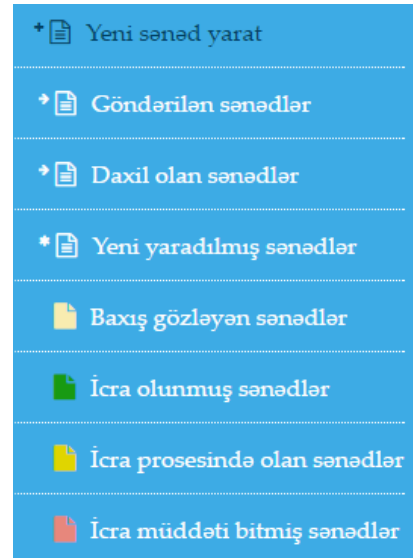 Yeni sənəd yarat
Göndərilən sənədlər
Daxil olan sənədlər
Yeni yaradılmış sənədlər
Baxış gözləyən sənədlər
İcra olunmuş sənədlər
İcra prosesində olan sənədlər
İcra müddəti bitmiş sənədlər